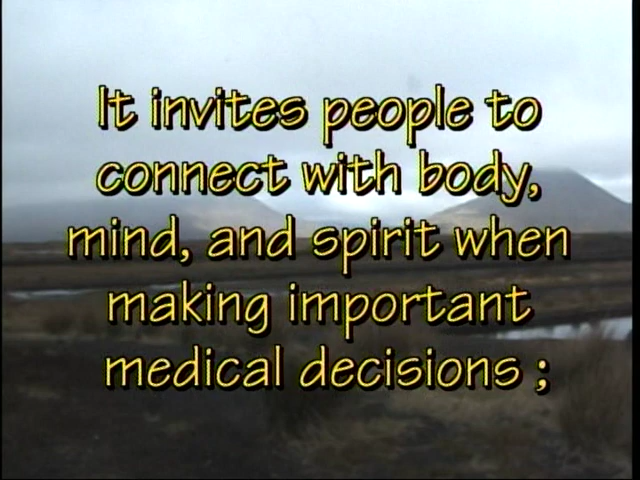 It invites people to
connect with body,
mind, and spirit when
making important
medical decisions ;